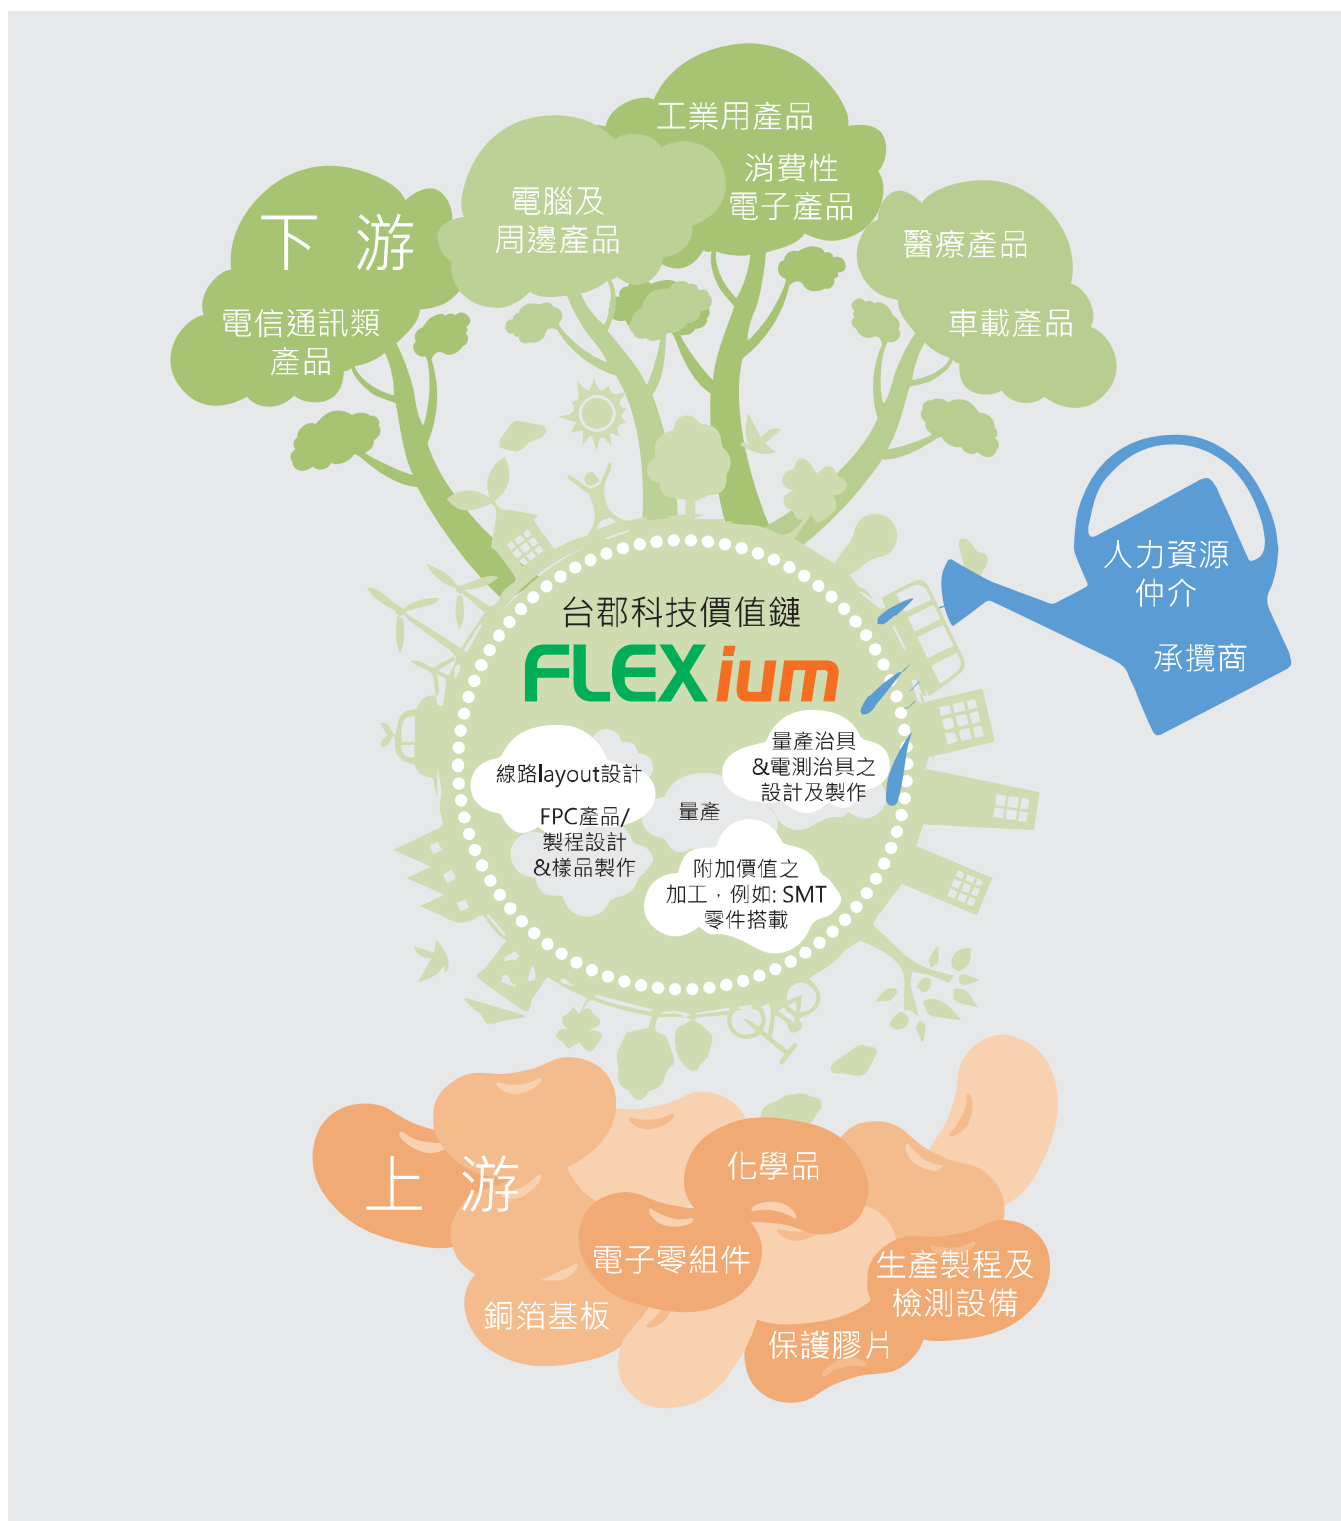 工業用產品
消費性
電子產品
電腦及
周邊產品
下 游
電信通訊類
產品
醫療產品
車載產品
人力資源
仲介
承攬商
台郡科技價值鏈
FLEXium
線路layout設計
FPC產品/
製程設計
&樣品製作
量產
量產治具
&電測治具之
設計及製作
附加價值之
加工，例如: SMT
零件搭載
上 游
化學品
電子零組件
銅箔基板
生產製程及
檢測設備
保護膠片